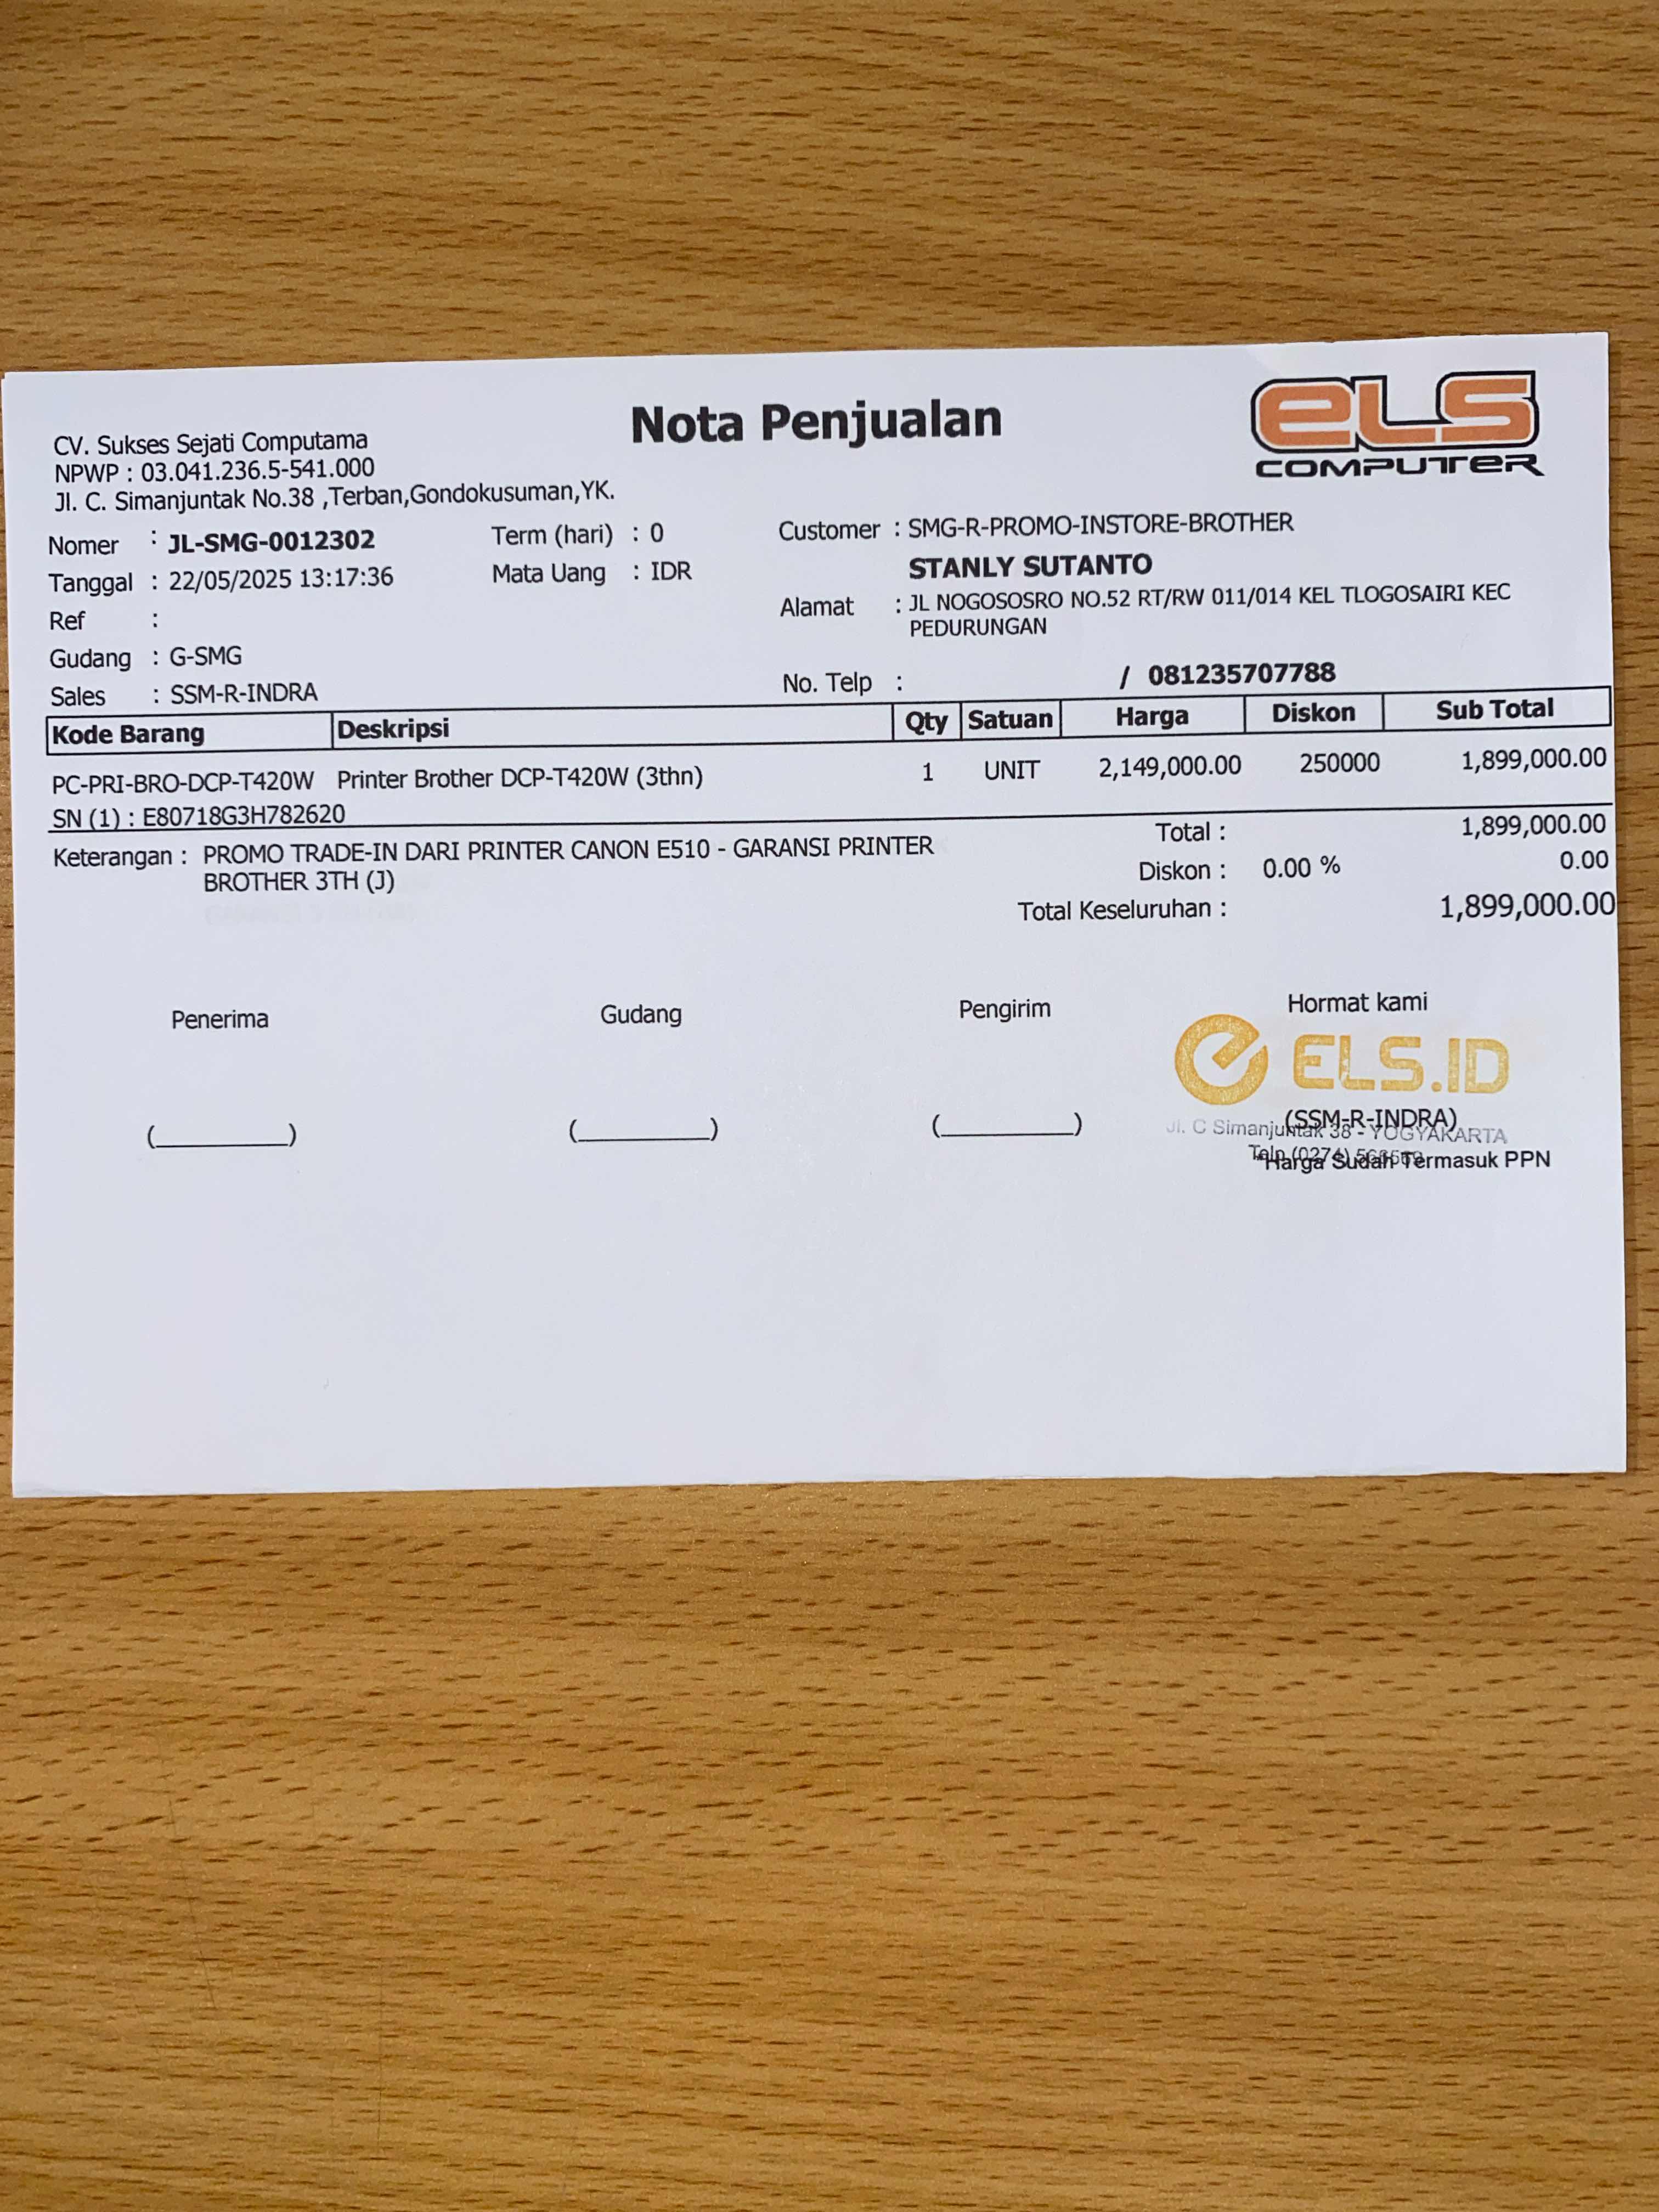 Nota Penjualan
eLS
COMPUTER
CV. Sukses Sejati Computama
NPWP : 03.041.236.5-541.000
Jl. C. Simanjuntak No.38 ,Terban,Gondokusuman,YK.
Nomer : JL-SMG-0012302
Tanggal : 22/05/2025 13:17:36
Ref :
Gudang : G-SMG
Sales : SSM-R-INDRA
Term (hari) : 0
Mata Uang : IDR
Customer : SMG-R-PROMO-INSTORE-BROTHER
STANLY SUTANTO
Alamat : JL NOGOSOSRO NO.52 RT/RW 011/014 KEL TLOGOSAIRI KEC
PEDURUNGAN
No. Telp : / 081235707788
Kode Barang Deskripsi Qty Satuan Harga Diskon Sub Total
PC-PRI-BRO-DCP-T420W Printer Brother DCP-T420W (3thn) 1 UNIT 2,149,000.00 250000 1,899,000.00
SN (1) : E80718G3H782620
Keterangan : PROMO TRADE-IN DARI PRINTER CANON E510 - GARANSI PRINTER
BROTHER 3TH (J)
Total : 1,899,000.00
Diskon : 0.00 % 0.00
Total Keseluruhan : 1,899,000.00
Penerima Gudang Pengirim Hormat kami
ELS.ID
(________) (________) (________) (SSM-R-INDRA)
Jl. C Simanjuntak 38 - YOGYAKARTA
Telp (0274)
*Harga Sudah Termasuk PPN